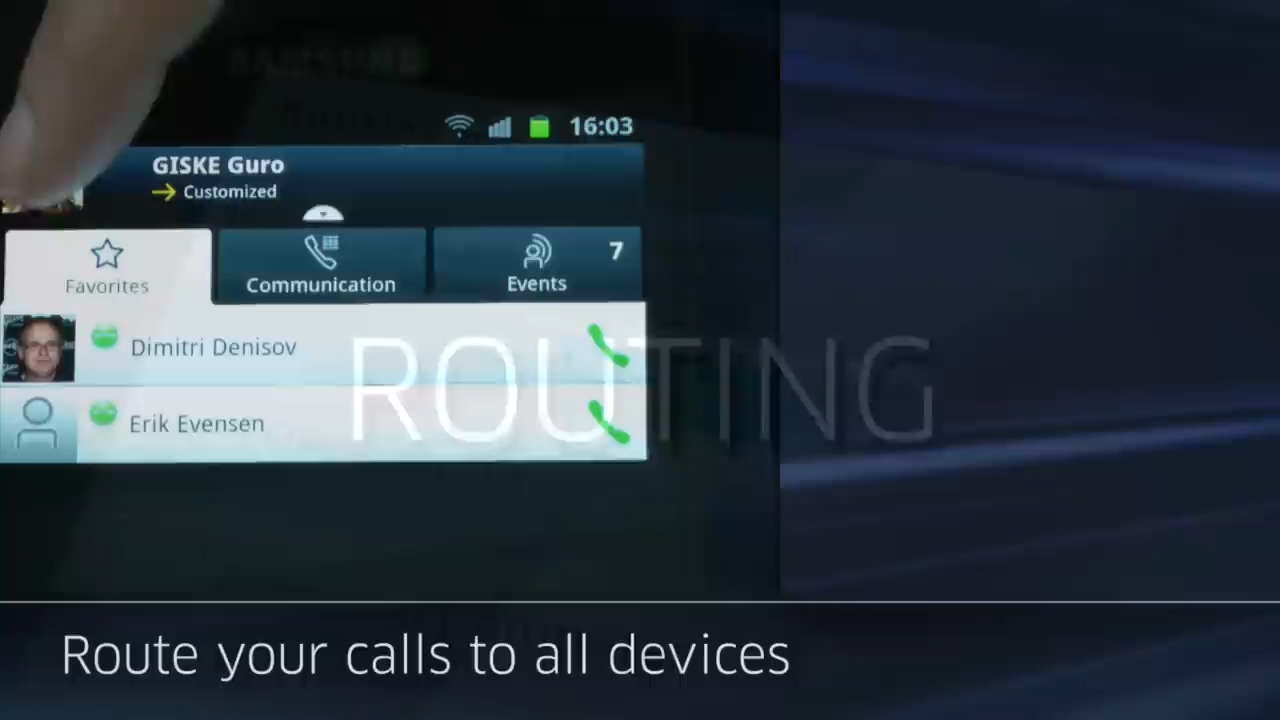 16:03
GISKE Guro
Customized
7
Favorites
Communication
Events
Dimitri Denisov
ROUTING
Erik Evensen
Route your calls to all devices